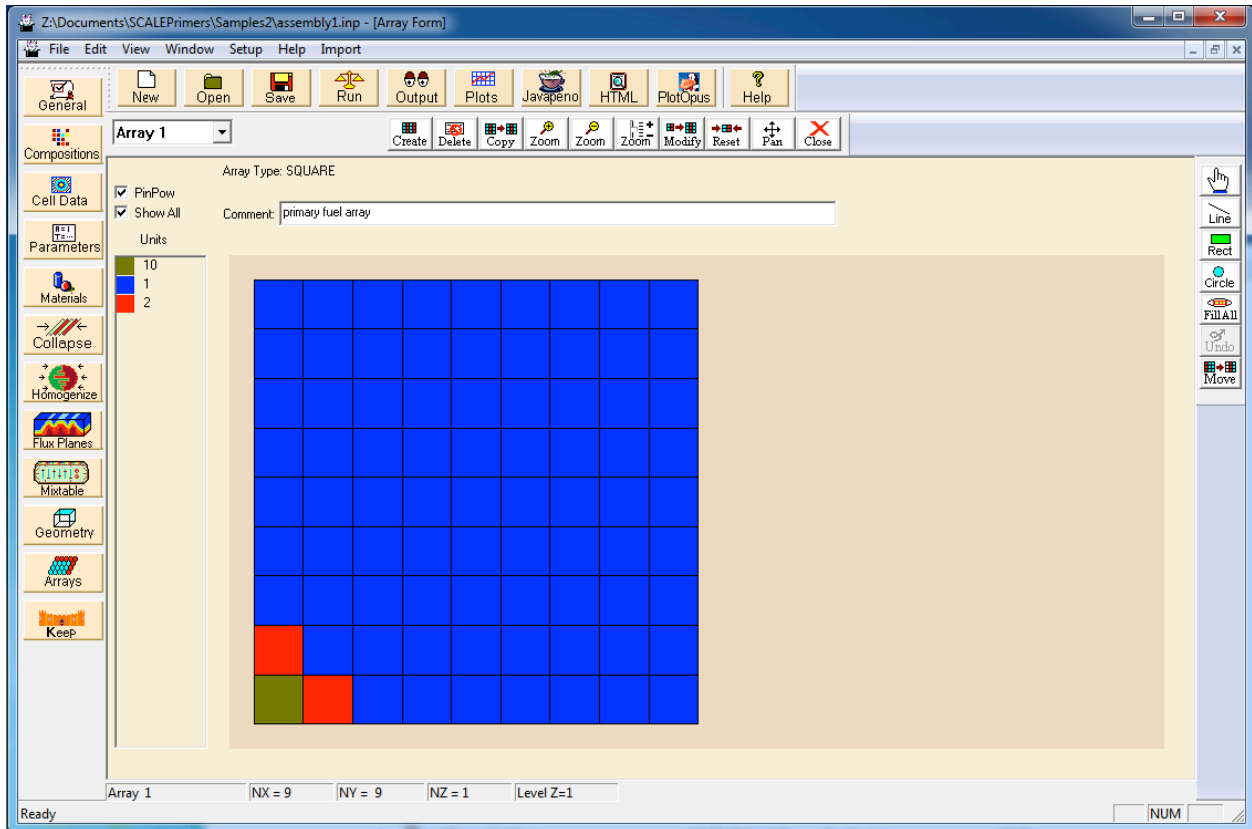 Z:\Documents\SCALEPrimers\Samples2\assembly1.inp - [Array Form]
File Edit View Window Setup Help Import
General
New Open Save Run Output Plots Javapeno HTML PlotOpus Help
Compositions
Array 1
Create Delete Copy Zoom Zoom Zoom Modify Reset Pan Close
Array Type: SQUARE
Cell Data
PinPow
Show All
Comment: primary fuel array
Units
Parameters
10
1
2
Materials
Collapse
Homogenize
Flux Planes
Mixtable
Geometry
Arrays
Keep
Line
Rect
Circle
Fill All
Undo
Move
Array 1 NX = 9 NY = 9 NZ = 1 Level Z=1
Ready NUM